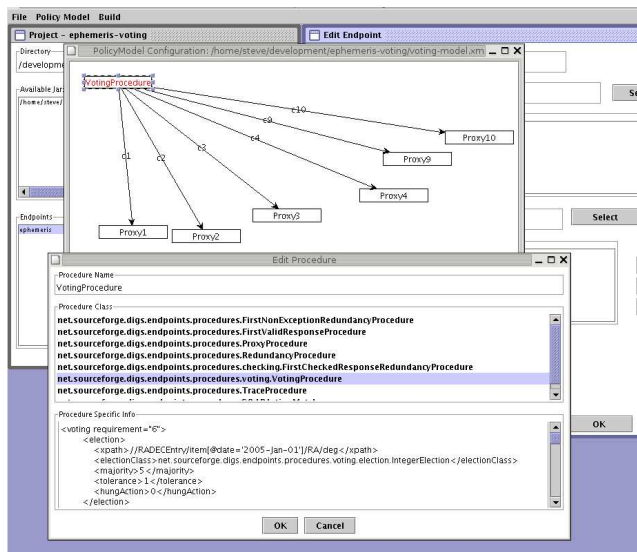 File Policy Model Build
Project - ephemeris-voting
Edit Endpoint
Directory
/developme
PolicyModel Configuration: /home/steve/development/ephemeris-voting/voting-model.xm
Available Jar
/home/steve/
Se
VotingProcedure
c10
c9
c4
c3
c2
c1
Proxy10
Proxy9
Proxy4
Proxy3
Proxy1
Proxy2
Endpoints
ephemeris
Select
Edit Procedure
Procedure Name
VotingProcedure
Procedure Class
net.sourceforge.digs.endpoints.procedures.FirstNonExceptionRedundancyProcedure
net.sourceforge.digs.endpoints.procedures.FirstValidResponseProcedure
net.sourceforge.digs.endpoints.procedures.ProxyProcedure
net.sourceforge.digs.endpoints.procedures.RedundancyProcedure
net.sourceforge.digs.endpoints.procedures.checking.FirstCheckedResponseRedundancyProcedure
net.sourceforge.digs.endpoints.procedures.voting.VotingProcedure
net.sourceforge.digs.endpoints.procedures.TraceProcedure
Procedure Specific Info
<voting requirement="6">
<election>
<xpath>//RADECEntry/item[@date='2005-Jan-01']/RA/deg</xpath>
<electionClass>net.sourceforge.digs.endpoints.procedures.voting.election.IntegerElection</electionClass>
<majority>5</majority>
<tolerance>1</tolerance>
<hungAction>0</hungAction>
</election>
OK
OK Cancel